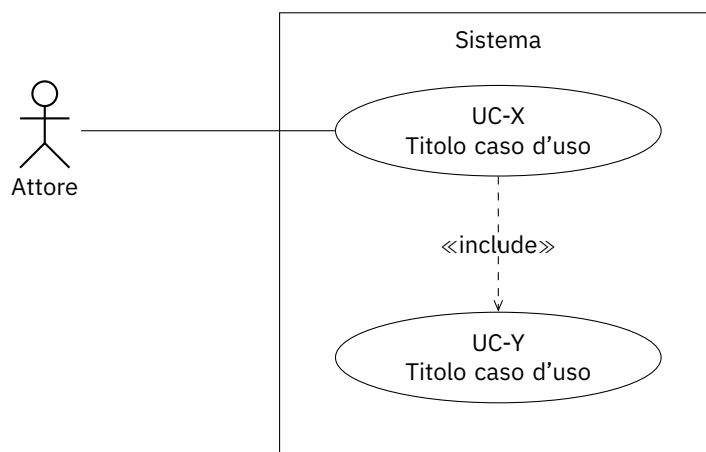 Sistema
UC-X
Titolo caso d’uso
Attore
≪include≫
UC-Y
Titolo caso d’uso